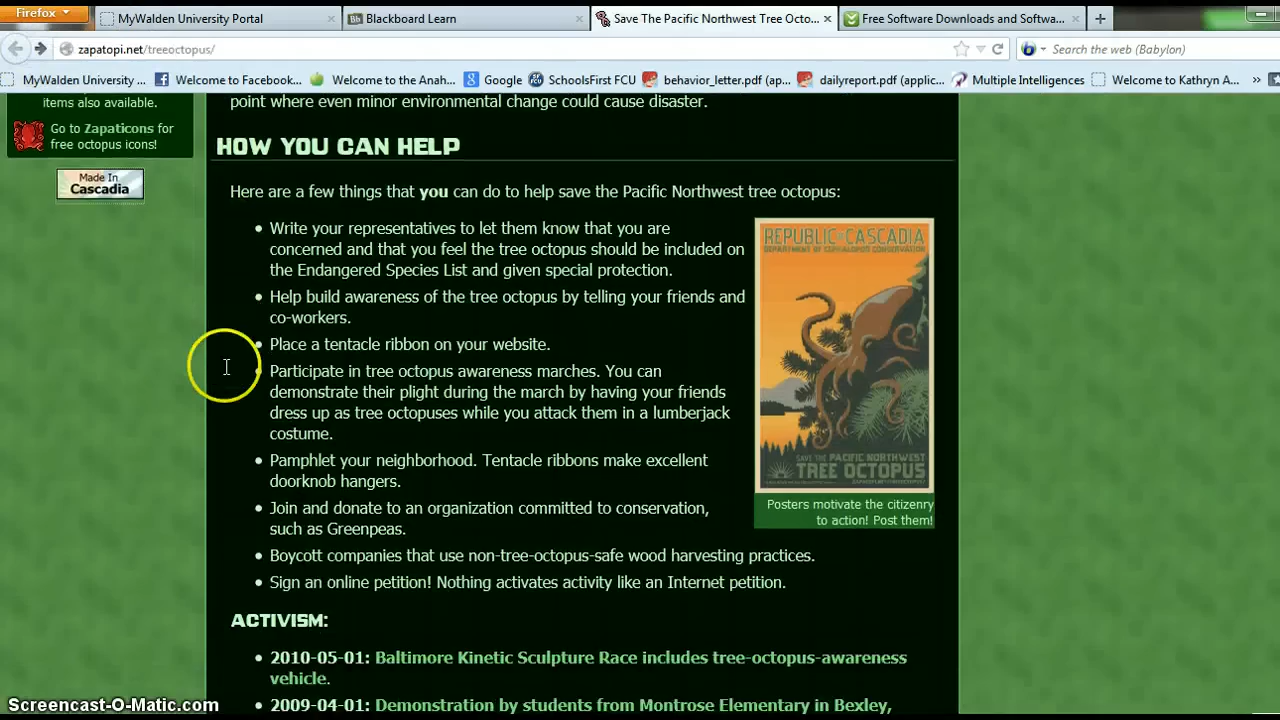 Firefox
MyWalden University Portal
Blackboard Learn
Save The Pacific Northwest Tree Octo...
Free Software Downloads and Softwa...
zapatopi.net/treeoctopus/
Search the web (Babylon)
MyWalden University ...
Welcome to Facebook...
Welcome to the Anah...
Google
SchoolsFirst FCU
behavior_letter.pdf (ap...
dailyreport.pdf (applic...
Multiple Intelligences
Welcome to Kathryn A...
items also available.
Go to Zapaticons for
free octopus icons!
Made In
Cascadia
point where even minor environmental change could cause disaster.
HOW YOU CAN HELP
Here are a few things that you can do to help save the Pacific Northwest tree octopus:
Write your representatives to let them know that you are
concerned and that you feel the tree octopus should be included on
the Endangered Species List and given special protection.
Help build awareness of the tree octopus by telling your friends and
co-workers.
Place a tentacle ribbon on your website.
Participate in tree octopus awareness marches. You can
demonstrate their plight during the march by having your friends
dress up as tree octopuses while you attack them in a lumberjack
costume.
Pamphlet your neighborhood. Tentacle ribbons make excellent
doorknob hangers.
Join and donate to an organization committed to conservation,
such as Greenpeas.
Boycott companies that use non-tree-octopus-safe wood harvesting practices.
Sign an online petition! Nothing activates activity like an Internet petition.
REPUBLIC OF CASCADIA
DEPARTMENT OF CEPHALOPOD CONSERVATION
SAVE THE PACIFIC NORTHWEST
TREE OCTOPUS
Posters motivate the citizenry
to action! Post them!
ACTIVISM:
2010-05-01: Baltimore Kinetic Sculpture Race includes tree-octopus-awareness
vehicle.
2009-04-01: Demonstration by students from Montrose Elementary in Bexley,
Screencast-O-Matic.com